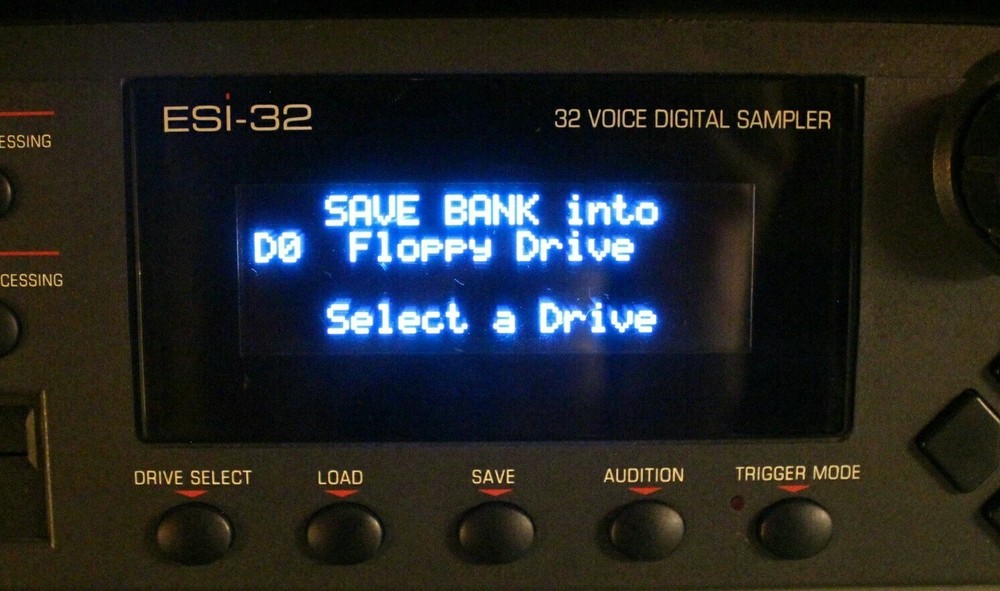 ESi-32
32 VOICE DIGITAL SAMPLER
ESSING
SAVE BANK into
D0 Floppy Drive
CESSING
Select a Drive
DRIVE SELECT
LOAD
SAVE
AUDITION
TRIGGER MODE